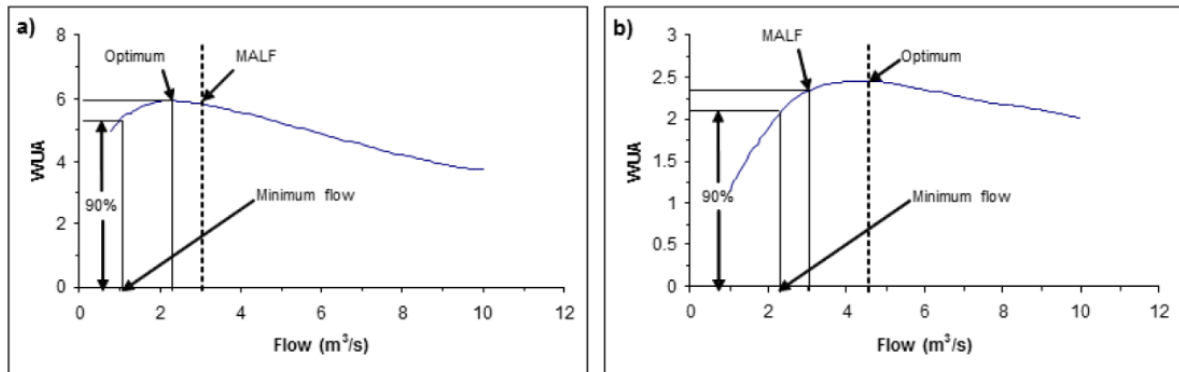 a)
8
6
4
2
0
WUA
Optimum
MALF
90%
Minimum flow
0 2 4 6 8 10 12
Flow (m³/s)
b)
3
2.5
2
1.5
1
0.5
0
WUA
MALF
Optimum
90%
Minimum flow
0 2 4 6 8 10 12
Flow (m³/s)